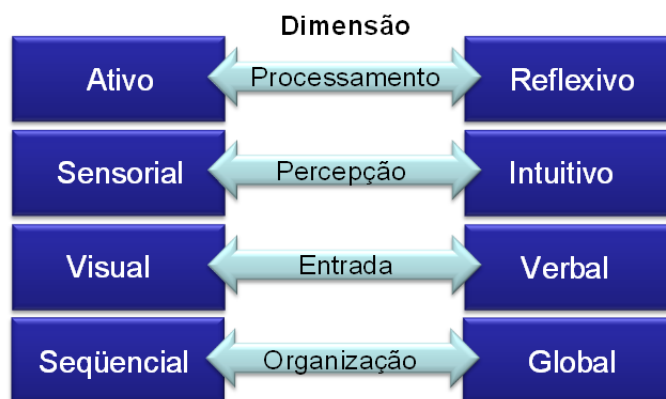 Dimensão
Ativo Processamento Reflexivo
Sensorial Percepção Intuitivo
Visual Entrada Verbal
Seqüencial Organização Global